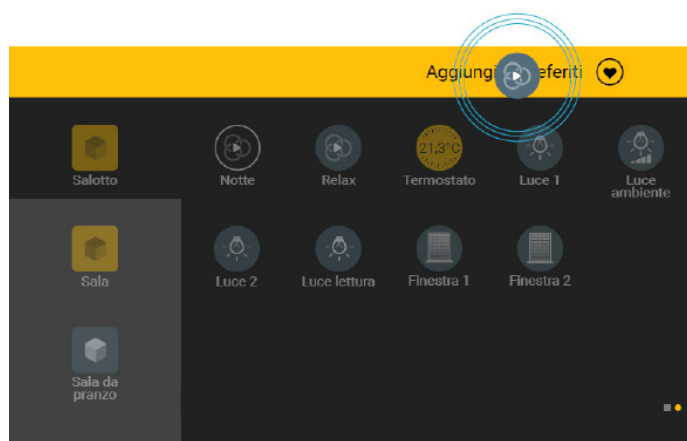 Aggiungi eferiti
Salotto
Notte
Relax
21,3°C
Termostato
Luce 1
Luce
ambiente
Sala
Luce 2
Luce lettura
Finestra 1
Finestra 2
Sala da
pranzo